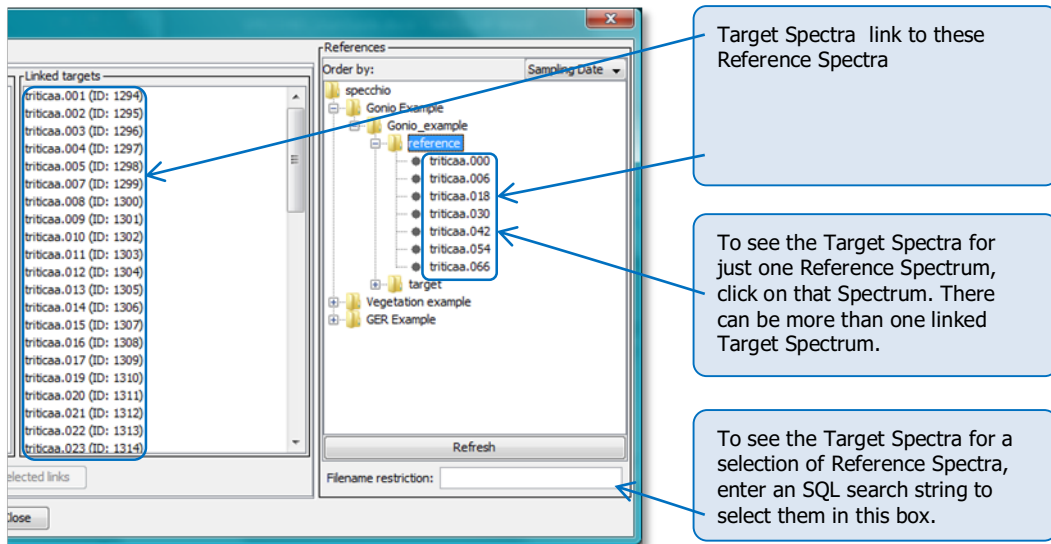 References
Order by:
Sampling Date
Linked targets
triticaa.001 (ID: 1294)
triticaa.002 (ID: 1295)
triticaa.003 (ID: 1296)
triticaa.004 (ID: 1297)
triticaa.005 (ID: 1298)
triticaa.007 (ID: 1299)
triticaa.008 (ID: 1300)
triticaa.009 (ID: 1301)
triticaa.010 (ID: 1302)
triticaa.011 (ID: 1303)
triticaa.012 (ID: 1304)
triticaa.013 (ID: 1305)
triticaa.014 (ID: 1306)
triticaa.015 (ID: 1307)
triticaa.016 (ID: 1308)
triticaa.017 (ID: 1309)
triticaa.019 (ID: 1310)
triticaa.020 (ID: 1311)
triticaa.021 (ID: 1312)
triticaa.022 (ID: 1313)
triticaa.023 (ID: 1314)
elected links
Close
specchio
Gonio Example
Gonio_example
reference
triticaa.000
triticaa.006
triticaa.018
triticaa.030
triticaa.042
triticaa.054
triticaa.066
target
Vegetation example
GER Example
Refresh
Filename restriction:
Target Spectra link to these
Reference Spectra
To see the Target Spectra for
just one Reference Spectrum,
click on that Spectrum. There
can be more than one linked
Target Spectrum.
To see the Target Spectra for a
selection of Reference Spectra,
enter an SQL search string to
select them in this box.